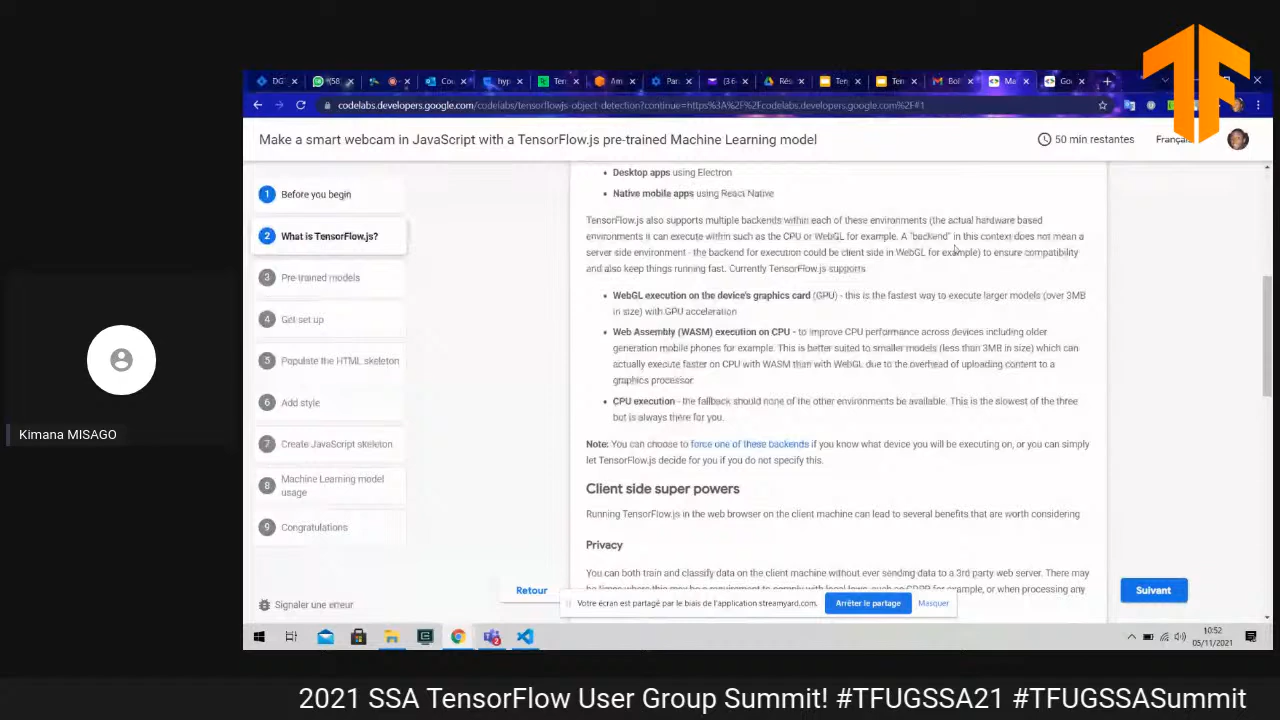 DG
(58
Co
hyp
Ter
Am
Par
(3.6
Rés
Ter
Ten
Boî
Ma
Go
codelabs.developers.google.com/codelabs/tensorflowjs-object-detection?continue=https%3A%2F%2Fcodelabs.developers.google.com%2F#1
Make a smart webcam in JavaScript with a TensorFlow.js pre-trained Machine Learning model
50 min restantes
1 Before you begin
2 What is TensorFlow.js?
3 Pre-trained models
4 Get set up
5 Populate the HTML skeleton
6 Add style
7 Create JavaScript skeleton
8 Machine Learning model
usage
9 Congratulations
Signaler une erreur
• Desktop apps using Electron
• Native mobile apps using React Native
TensorFlow.js also supports multiple backends within each of these environments (the actual hardware based
environments it can execute within such as the CPU or WebGL for example. A "backend" in this context does not mean a
server side environment - the backend for execution could be client side in WebGL for example) to ensure compatibility
and also keep things running fast. Currently TensorFlow.js supports
• WebGL execution on the device's graphics card (GPU) - this is the fastest way to execute larger models (over 3MB
in size) with GPU acceleration
• Web Assembly (WASM) execution on CPU - to improve CPU performance across devices including older
generation mobile phones for example. This is better suited to smaller models (less than 3MB in size) which can
actually execute faster on CPU with WASM than with WebGL due to the overhead of uploading content to a
graphics processor
• CPU execution - the fallback should none of the other environments be available. This is the slowest of the three
but is always there for you.
Note: You can choose to force one of these backends if you know what device you will be executing on, or you can simply
let TensorFlow.js decide for you if you do not specify this.
Client side super powers
Running TensorFlow.js in the web browser on the client machine can lead to several benefits that are worth considering
Privacy
You can both train and classify data on the client machine without ever sending data to a 3rd party web server. There may
Retour
Suivant
Votre écran est partagé par le biais de l'application streamyard.com.
Arrêter le partage
Masquer
10:52
05/11/2021
Kimana MISAGO
2021 SSA TensorFlow User Group Summit! #TFUGSSA21 #TFUGSSASummit